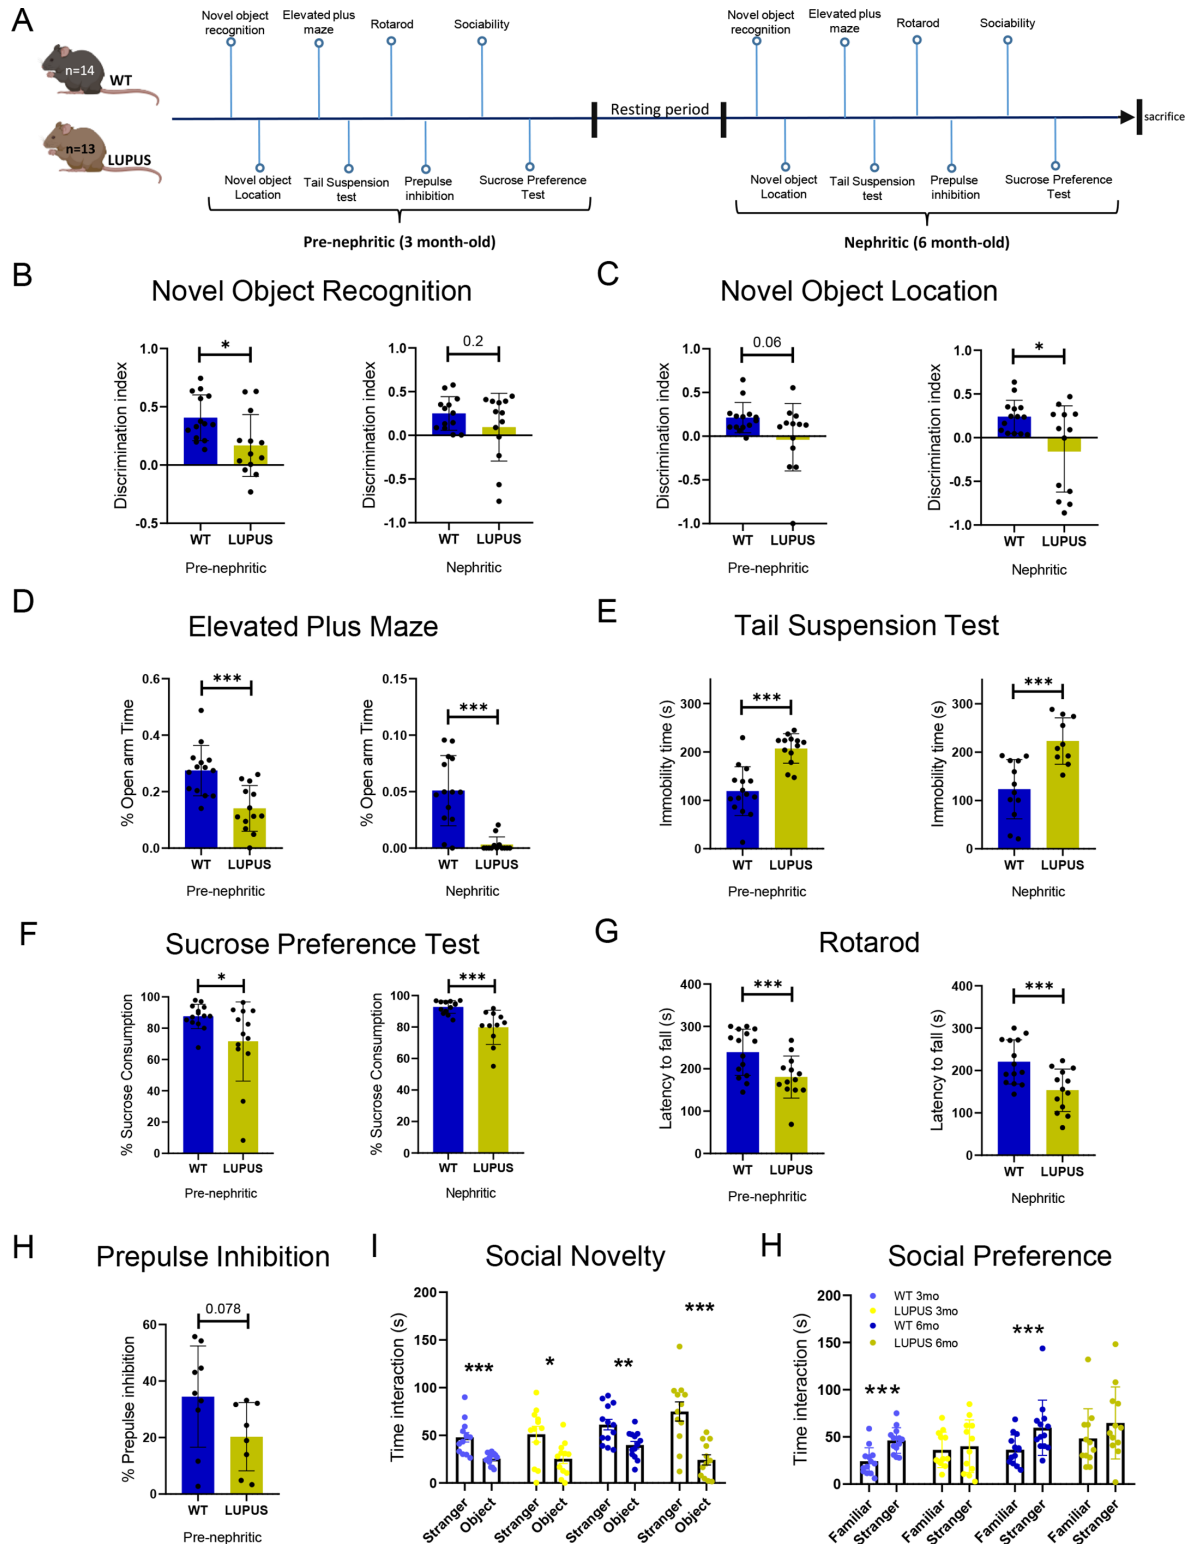 A
Novel object
recognition
Elevated plus
maze
Rotarod
Sociability
Novel object
recognition
Elevated plus
maze
Rotarod
Sociability
n=14
WT
n=13
LUPUS
Resting period
sacrifice
Novel object
Location
Tail Suspension
test
Prepulse
inhibition
Sucrose Preference
Test
Novel object
Location
Tail Suspension
test
Prepulse
inhibition
Sucrose Preference
Test
Pre-nephritic (3 month-old)
Nephritic (6 month-old)
B
Novel Object Recognition
Discrimination index
1.0
0.5
0.0
-0.5
*
WT
LUPUS
Pre-nephritic
Discrimination index
1.0
0.5
0.0
-0.5
-1.0
0.2
WT
LUPUS
Nephritic
C
Novel Object Location
Discrimination index
1.0
0.5
0.0
-0.5
-1.0
0.06
WT
LUPUS
Pre-nephritic
Discrimination index
1.0
0.5
0.0
-0.5
-1.0
*
WT
LUPUS
Nephritic
D
Elevated Plus Maze
% Open arm Time
0.6
0.4
0.2
0.0
***
WT
LUPUS
Pre-nephritic
% Open arm Time
0.15
0.10
0.05
0.00
***
WT
LUPUS
Nephritic
E
Tail Suspension Test
Immobility time (s)
300
200
100
0
***
WT
LUPUS
Pre-nephritic
Immobility time (s)
300
200
100
0
***
WT
LUPUS
Nephritic
F
Sucrose Preference Test
% Sucrose Consumption
100
80
60
40
20
0
*
WT
LUPUS
Pre-nephritic
% Sucrose Consumption
100
80
60
40
20
0
***
WT
LUPUS
Nephritic
G
Rotarod
Latency to fall (s)
400
300
200
100
0
***
WT
LUPUS
Pre-nephritic
Latency to fall (s)
400
300
200
100
0
***
WT
LUPUS
Nephritic
H
Prepulse Inhibition
% Prepulse inhibition
60
40
20
0
0.078
WT
LUPUS
Pre-nephritic
I
Social Novelty
Time interaction (s)
200
150
100
50
0
***
*
**
***
Stranger
Object
Stranger
Object
Stranger
Object
Stranger
Object
H
Social Preference
Time interaction (s)
200
150
100
50
0
WT 3mo
LUPUS 3mo
WT 6mo
LUPUS 6mo
***
***
Familiar
Stranger
Familiar
Stranger
Familiar
Stranger
Familiar
Stranger